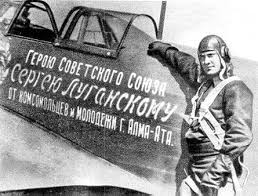 Герою Советского Союза
Сергею Луганскому
от комсомольцев и молодежи г. Алма-Ата.